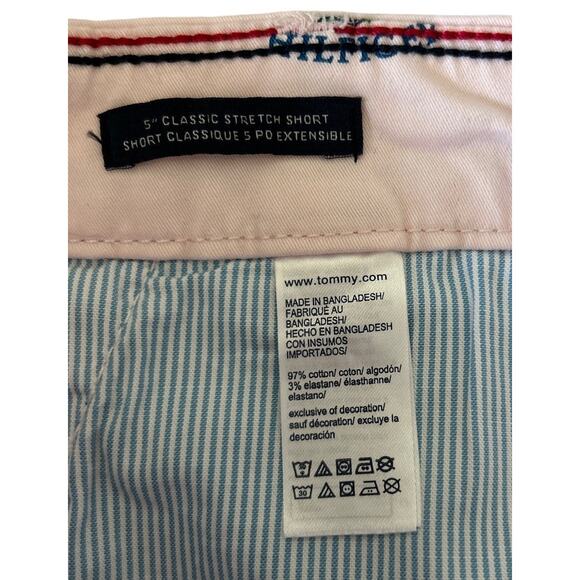 HILFIGER
5" CLASSIC STRETCH SHORT
SHORT CLASSIQUE 5 PO EXTENSIBLE
www.tommy.com
MADE IN BANGLADESH/
FABRIQUÉ AU
BANGLADESH/
HECHO EN BANGLADESH
CON INSUMOS
IMPORTADOS/
97% cotton/ coton/ algodón/
3% elastane/ élasthanne/
elastano/
exclusive of decoration/
sauf décoration/ excluye la
decoración
30